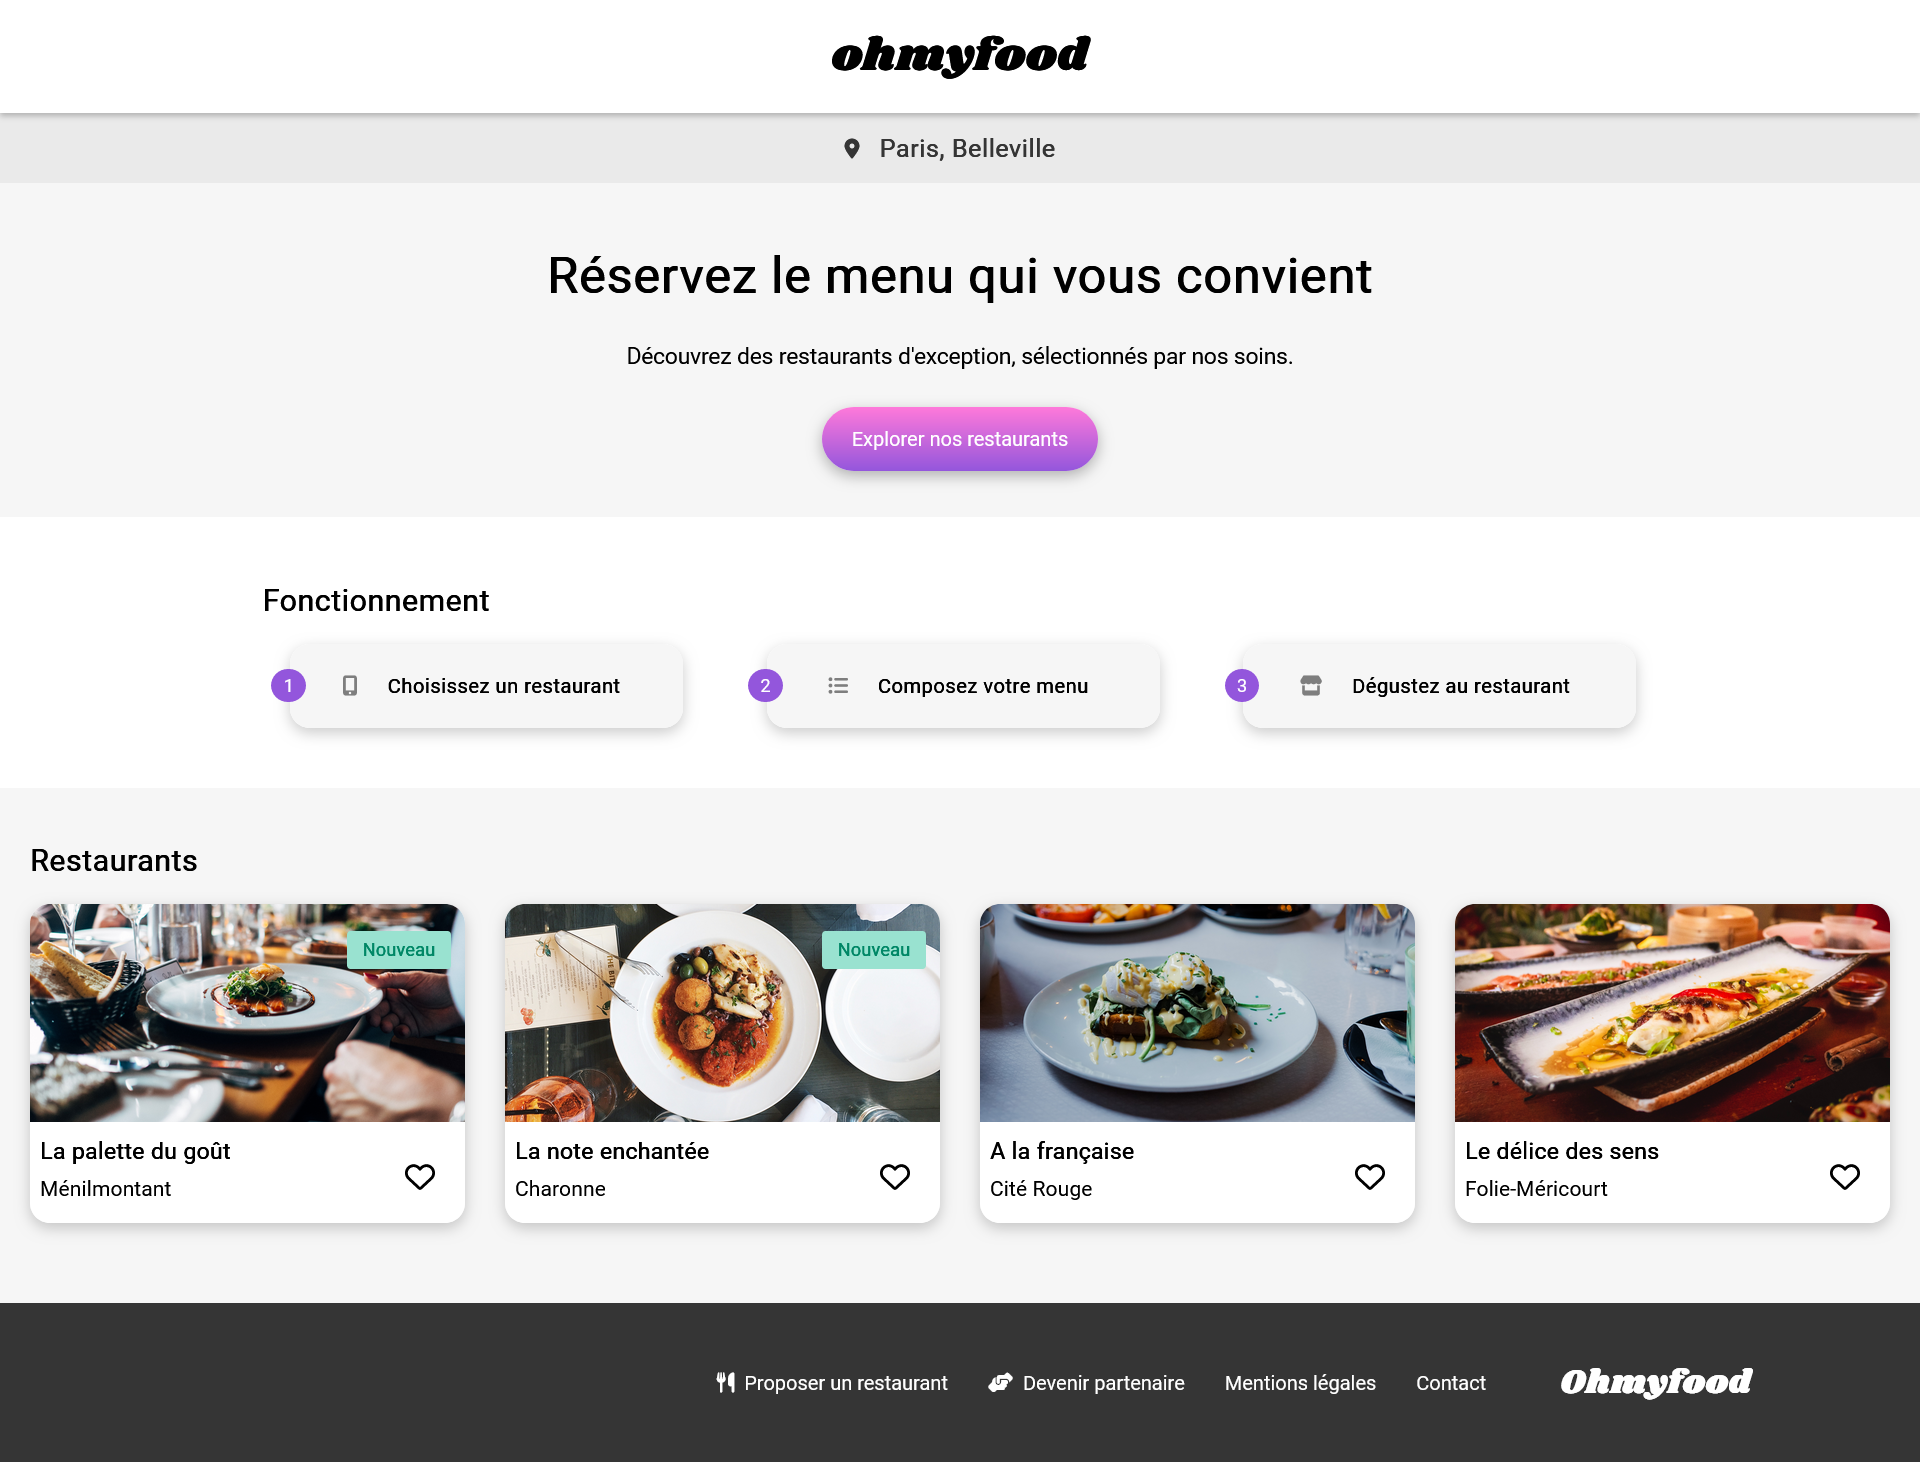 ohmyfood
Paris, Belleville
Réservez le menu qui vous convient
Découvrez des restaurants d'exception, sélectionnés par nos soins.
Explorer nos restaurants
Fonctionnement
1 Choisissez un restaurant
2 Composez votre menu
3 Dégustez au restaurant
Restaurants
Nouveau
La palette du goût
Ménilmontant
Nouveau
La note enchantée
Charonne
A la française
Cité Rouge
Le délice des sens
Folie-Méricourt
Proposer un restaurant Devenir partenaire Mentions légales Contact Ohmyfood